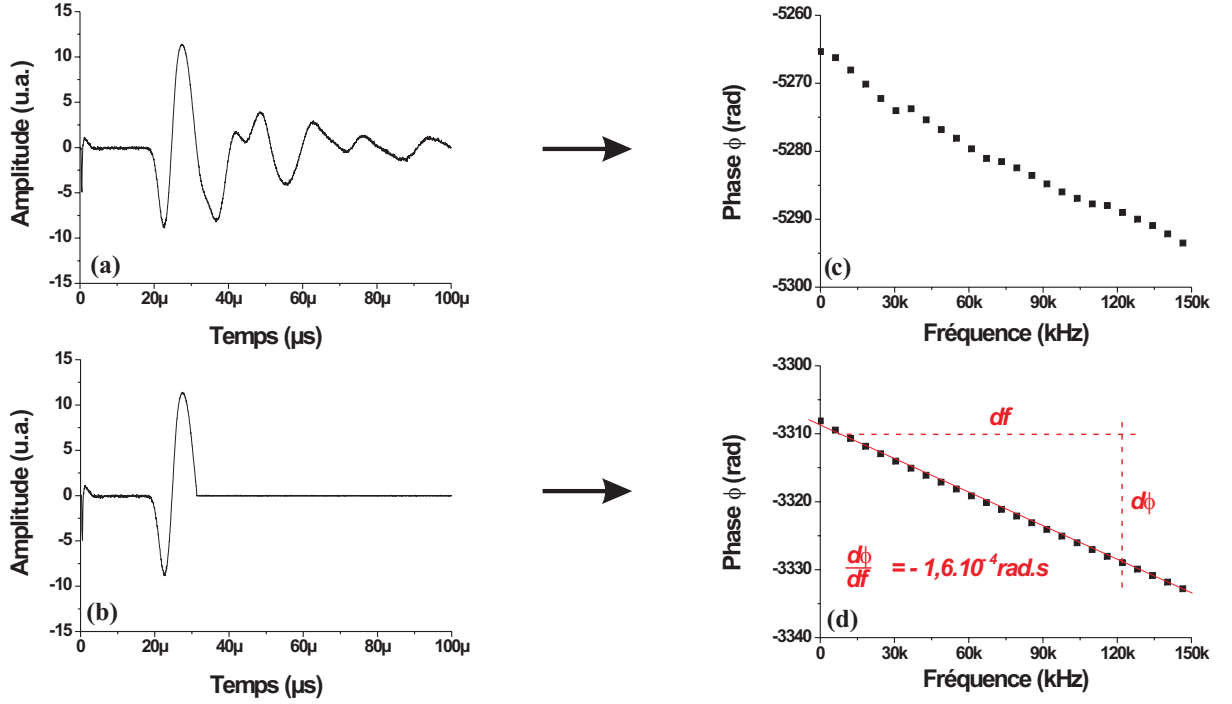 Amplitude (u.a.)
15
10
5
0
-5
-10
-15
(a)
0 20µ 40µ 60µ 80µ 100µ
Temps (µs)
Phase ϕ (rad)
-5260
-5270
-5280
-5290
-5300
(c)
0 30k 60k 90k 120k 150k
Fréquence (kHz)
Amplitude (u.a.)
15
10
5
0
-5
-10
-15
(b)
0 20µ 40µ 60µ 80µ 100µ
Temps (µs)
Phase ϕ (rad)
-3300
-3310
-3320
-3330
-3340
df
dϕ
dϕ/df = - 1,6.10⁻⁴ rad.s
(d)
0 30k 60k 90k 120k 150k
Fréquence (kHz)